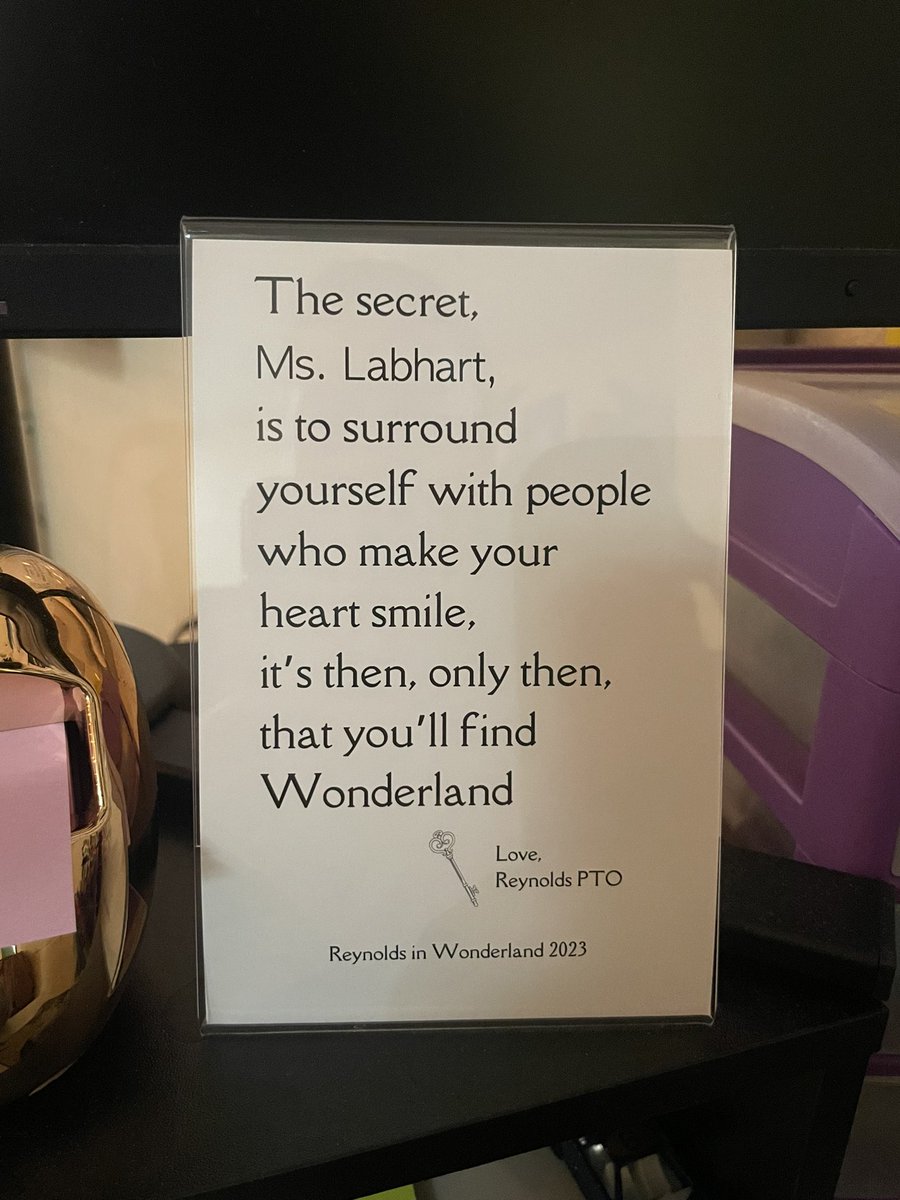 The secret,
Ms. Labhart,
is to surround
yourself with people
who make your
heart smile,
it's then, only then,
that you'll find
Wonderland
Love,
Reynolds PTO
Reynolds in Wonderland 2023